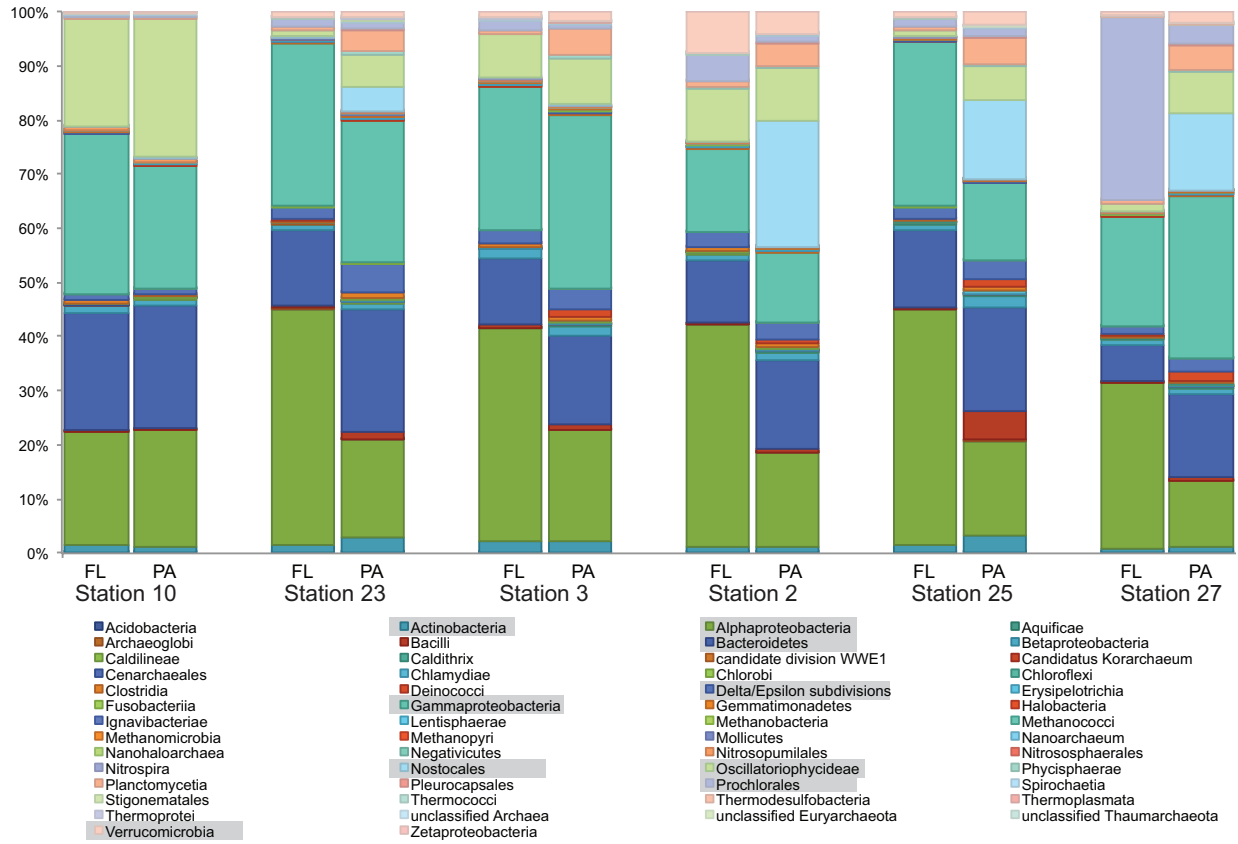 100%
90%
80%
70%
60%
50%
40%
30%
20%
10%
0%
FL PA FL PA FL PA FL PA FL PA FL PA
Station 10 Station 23 Station 3 Station 2 Station 25 Station 27
Acidobacteria Actinobacteria Alphaproteobacteria Aquificae
Archaeoglobi Bacilli Bacteroidetes Betaproteobacteria
Caldilineae Caldithrix candidate division WWE1 Candidatus Korarchaeum
Cenarchaeales Chlamydiae Chlorobi Chloroflexi
Clostridia Deinococci Delta/Epsilon subdivisions Erysipelotrichia
Fusobacteriia Gammaproteobacteria Gemmatimonadetes Halobacteria
Ignavibacteriae Lentisphaerae Methanobacteria Methanococci
Methanomicrobia Methanopyri Mollicutes Nanoarchaeum
Nanohaloarchaea Negativicutes Nitrosopumilales Nitrososphaerales
Nitrospira Nostocales Oscillatoriophycideae Phycisphaerae
Planctomycetia Pleurocapsales Prochlorales Spirochaetia
Stigonematales Thermococci Thermodesulfobacteria Thermoplasmata
Thermoprotei unclassified Archaea unclassified Euryarchaeota unclassified Thaumarchaeota
Verrucomicrobia Zetaproteobacteria